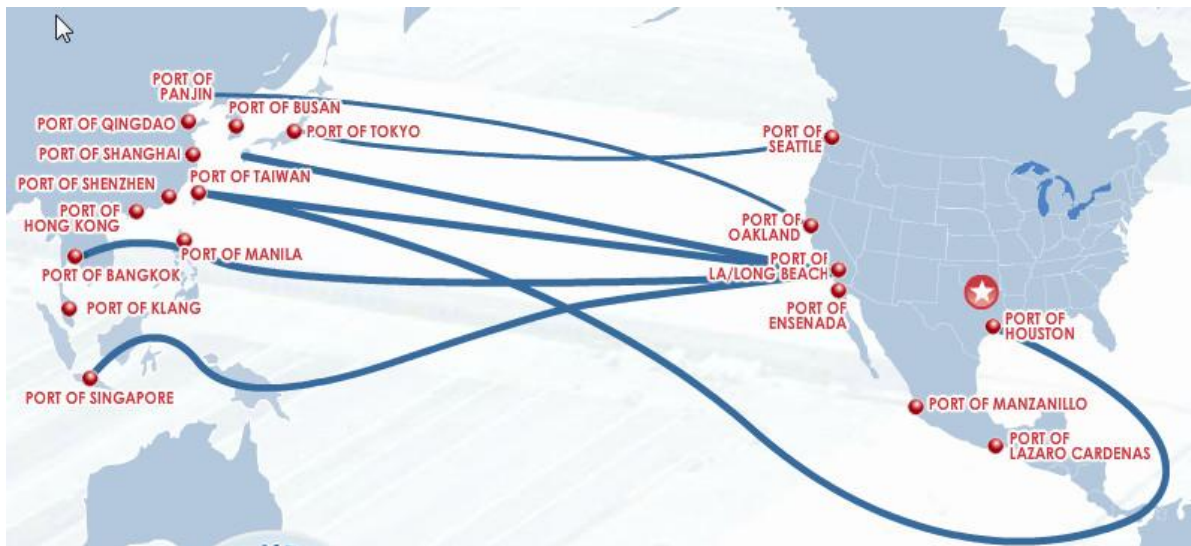 PORT OF
PANJIN
PORT OF BUSAN
PORT OF QINGDAO
PORT OF TOKYO
PORT OF
SEATTLE
PORT OF SHANGHAI
PORT OF TAIWAN
PORT OF SHENZHEN
PORT OF
HONG KONG
PORT OF
OAKLAND
PORT OF MANILA
PORT OF BANGKOK
PORT OF
LA/LONG BEACH
PORT OF KLANG
PORT OF
ENSENADA
PORT OF
HOUSTON
PORT OF SINGAPORE
PORT OF MANZANILLO
PORT OF
LAZARO CARDENAS